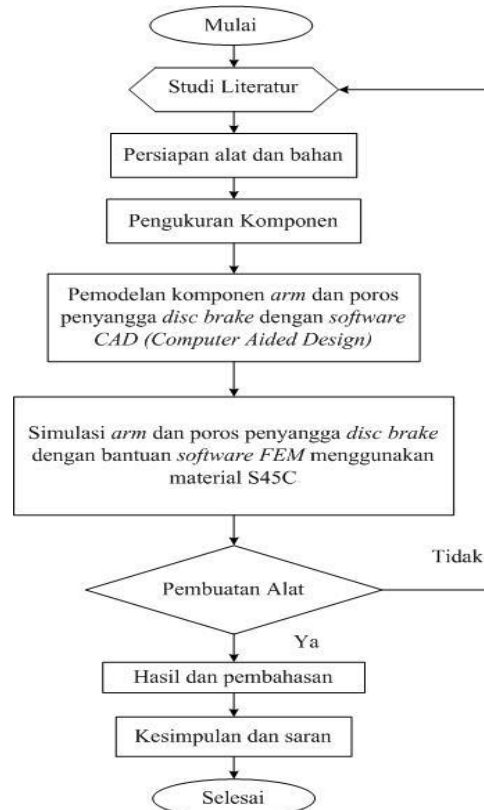 Mulai
Studi Literatur
Persiapan alat dan bahan
Pengukuran Komponen
Pemodelan komponen arm dan poros
penyangga disc brake dengan software
CAD (Computer Aided Design)
Simulasi arm dan poros penyangga disc brake
dengan bantuan software FEM menggunakan
material S45C
Tidak
Pembuatan Alat
Ya
Hasil dan pembahasan
Kesimpulan dan saran
Selesai